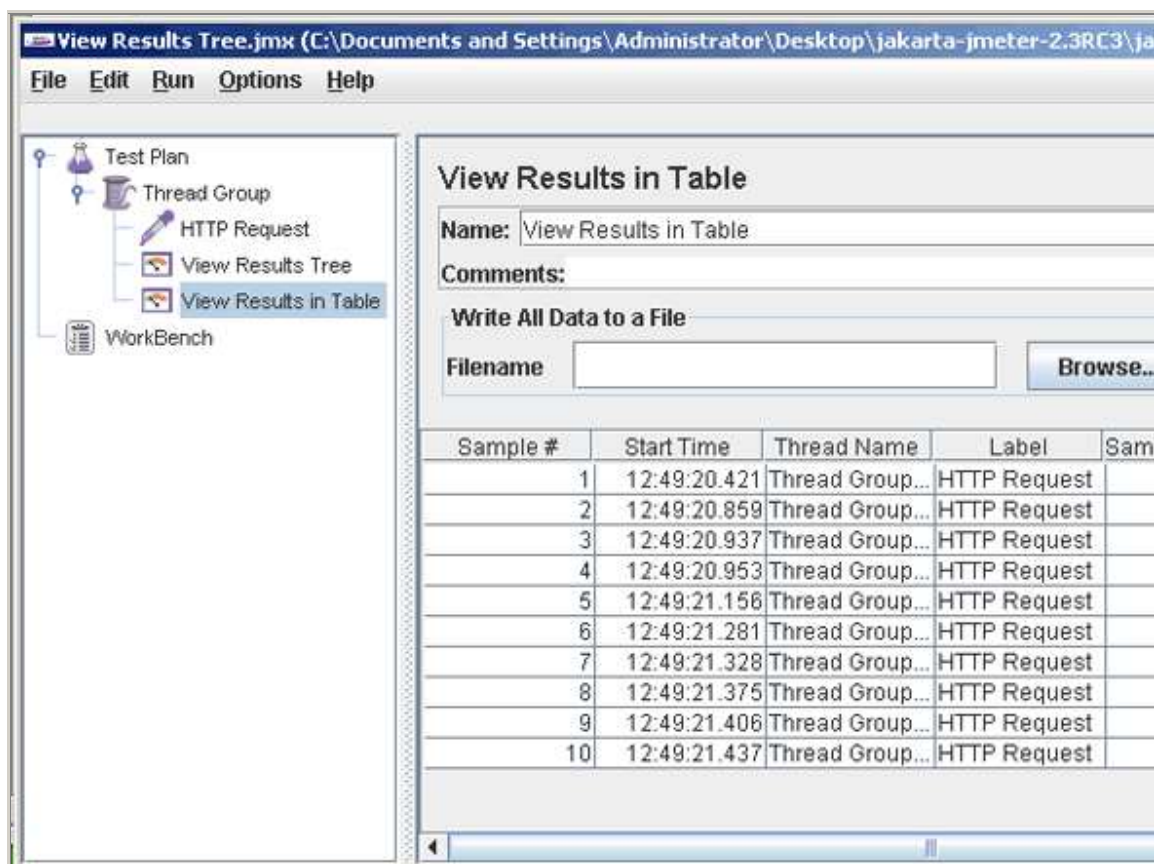 View Results Tree.jmx (C:\Documents and Settings\Administrator\Desktop\jakarta-jmeter-2.3RC3\ja
File Edit Run Options Help
Test Plan
Thread Group
HTTP Request
View Results Tree
View Results in Table
WorkBench
View Results in Table
Name: View Results in Table
Comments:
Write All Data to a File
Filename Browse...
Sample # Start Time Thread Name Label Sam
1 12:49:20.421 Thread Group... HTTP Request
2 12:49:20.859 Thread Group... HTTP Request
3 12:49:20.937 Thread Group... HTTP Request
4 12:49:20.953 Thread Group... HTTP Request
5 12:49:21.156 Thread Group... HTTP Request
6 12:49:21.281 Thread Group... HTTP Request
7 12:49:21.328 Thread Group... HTTP Request
8 12:49:21.375 Thread Group... HTTP Request
9 12:49:21.406 Thread Group... HTTP Request
10 12:49:21.437 Thread Group... HTTP Request